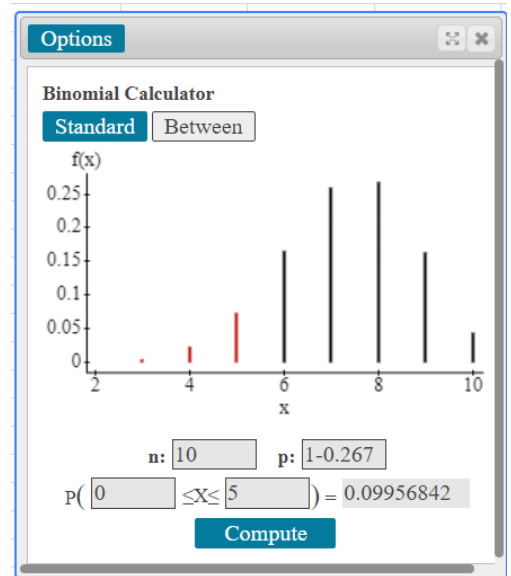 Options
Binomial Calculator
Standard Between
f(x)
0.25
0.2
0.15
0.1
0.05
0
2 4 6 8 10
x
n: 10 p: 1-0.267
P( 0 ≤X≤ 5 ) = 0.09956842
Compute